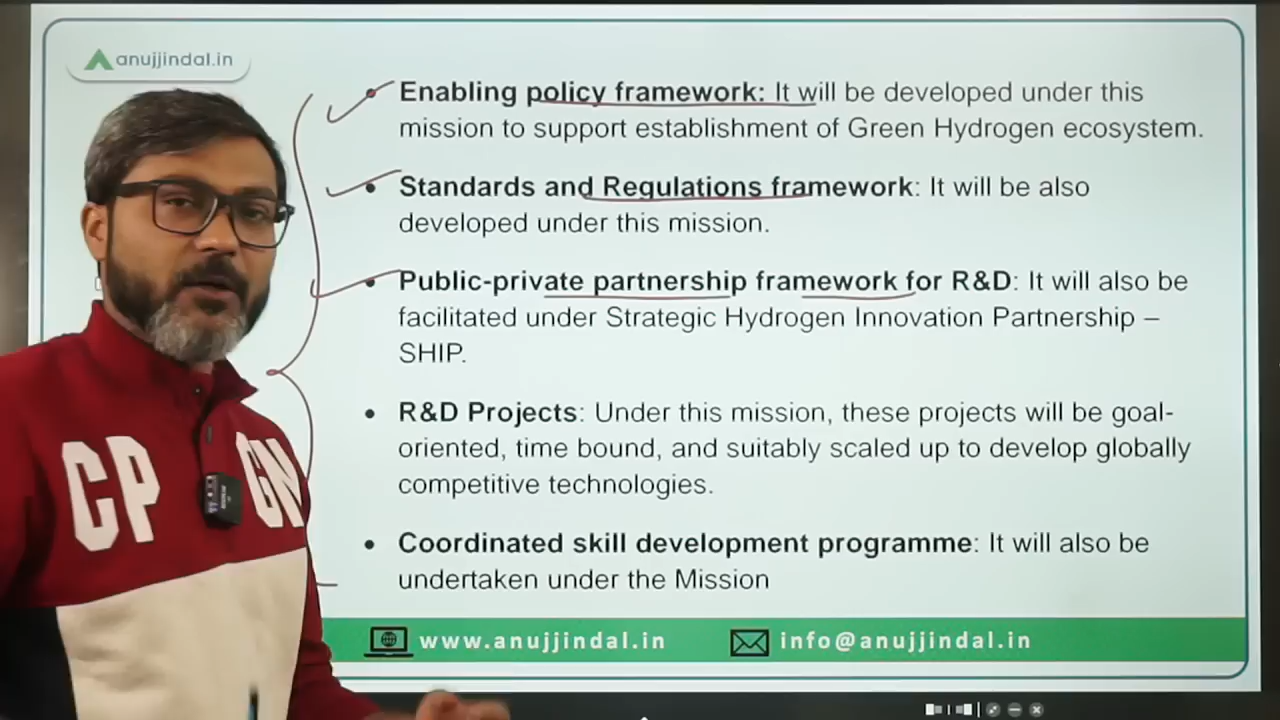 anujjindal.in
• Enabling policy framework: It will be developed under this
mission to support establishment of Green Hydrogen ecosystem.
• Standards and Regulations framework: It will be also
developed under this mission.
• Public-private partnership framework for R&D: It will also be
facilitated under Strategic Hydrogen Innovation Partnership –
SHIP.
• R&D Projects: Under this mission, these projects will be goal-
oriented, time bound, and suitably scaled up to develop globally
competitive technologies.
• Coordinated skill development programme: It will also be
undertaken under the Mission
CP GN
www.anujjindal.in info@anujjindal.in